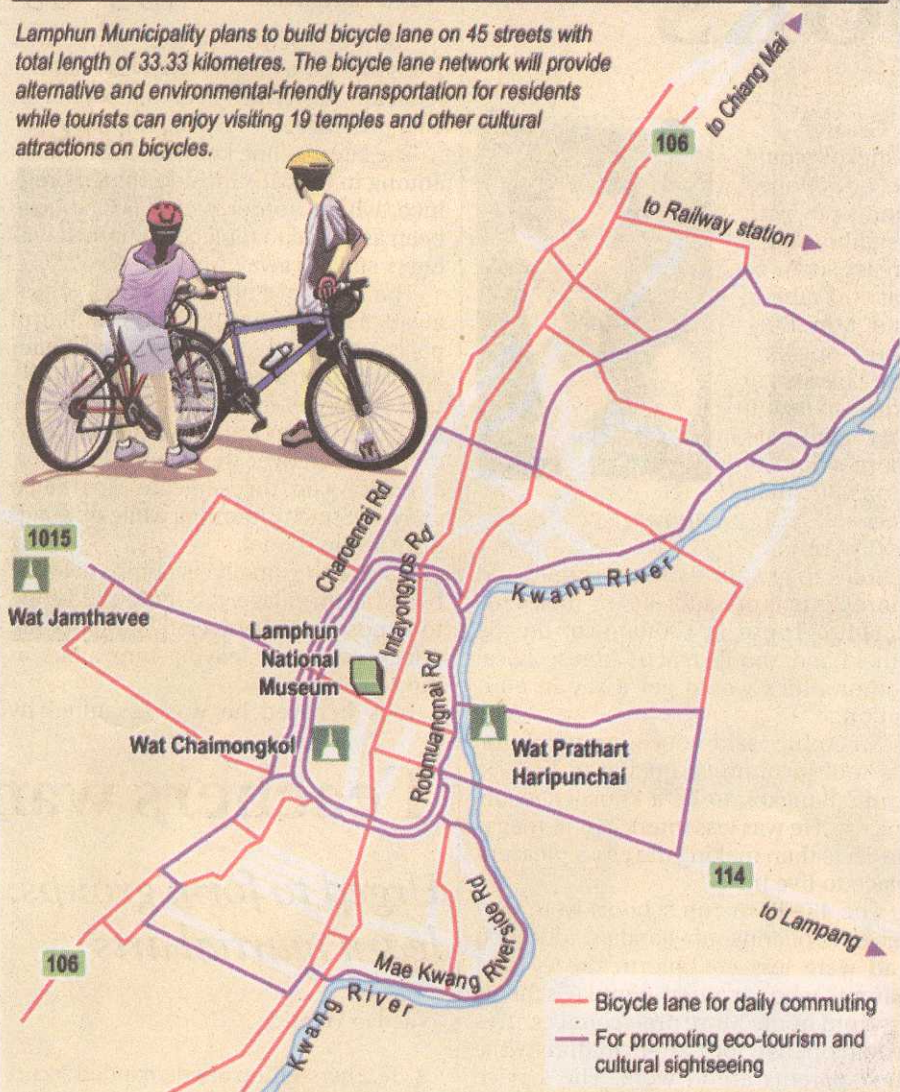 Lamphun Municipality plans to build bicycle lane on 45 streets with
total length of 33.33 kilometres. The bicycle lane network will provide
alternative and environmental-friendly transportation for residents
while tourists can enjoy visiting 19 temples and other cultural
attractions on bicycles.
to Chiang Mai
106
to Railway station
Charoenraj Rd
Intayongyos Rd
1015
Wat Jamthavee
Kwang River
Lamphun
National
Museum
Robmuangnai Rd
Wat Chaimongkol
Wat Prathart
Haripunchai
114
to Lampang
106
Mae Kwang Riverside Rd
Kwang River
Bicycle lane for daily commuting
For promoting eco-tourism and
cultural sightseeing